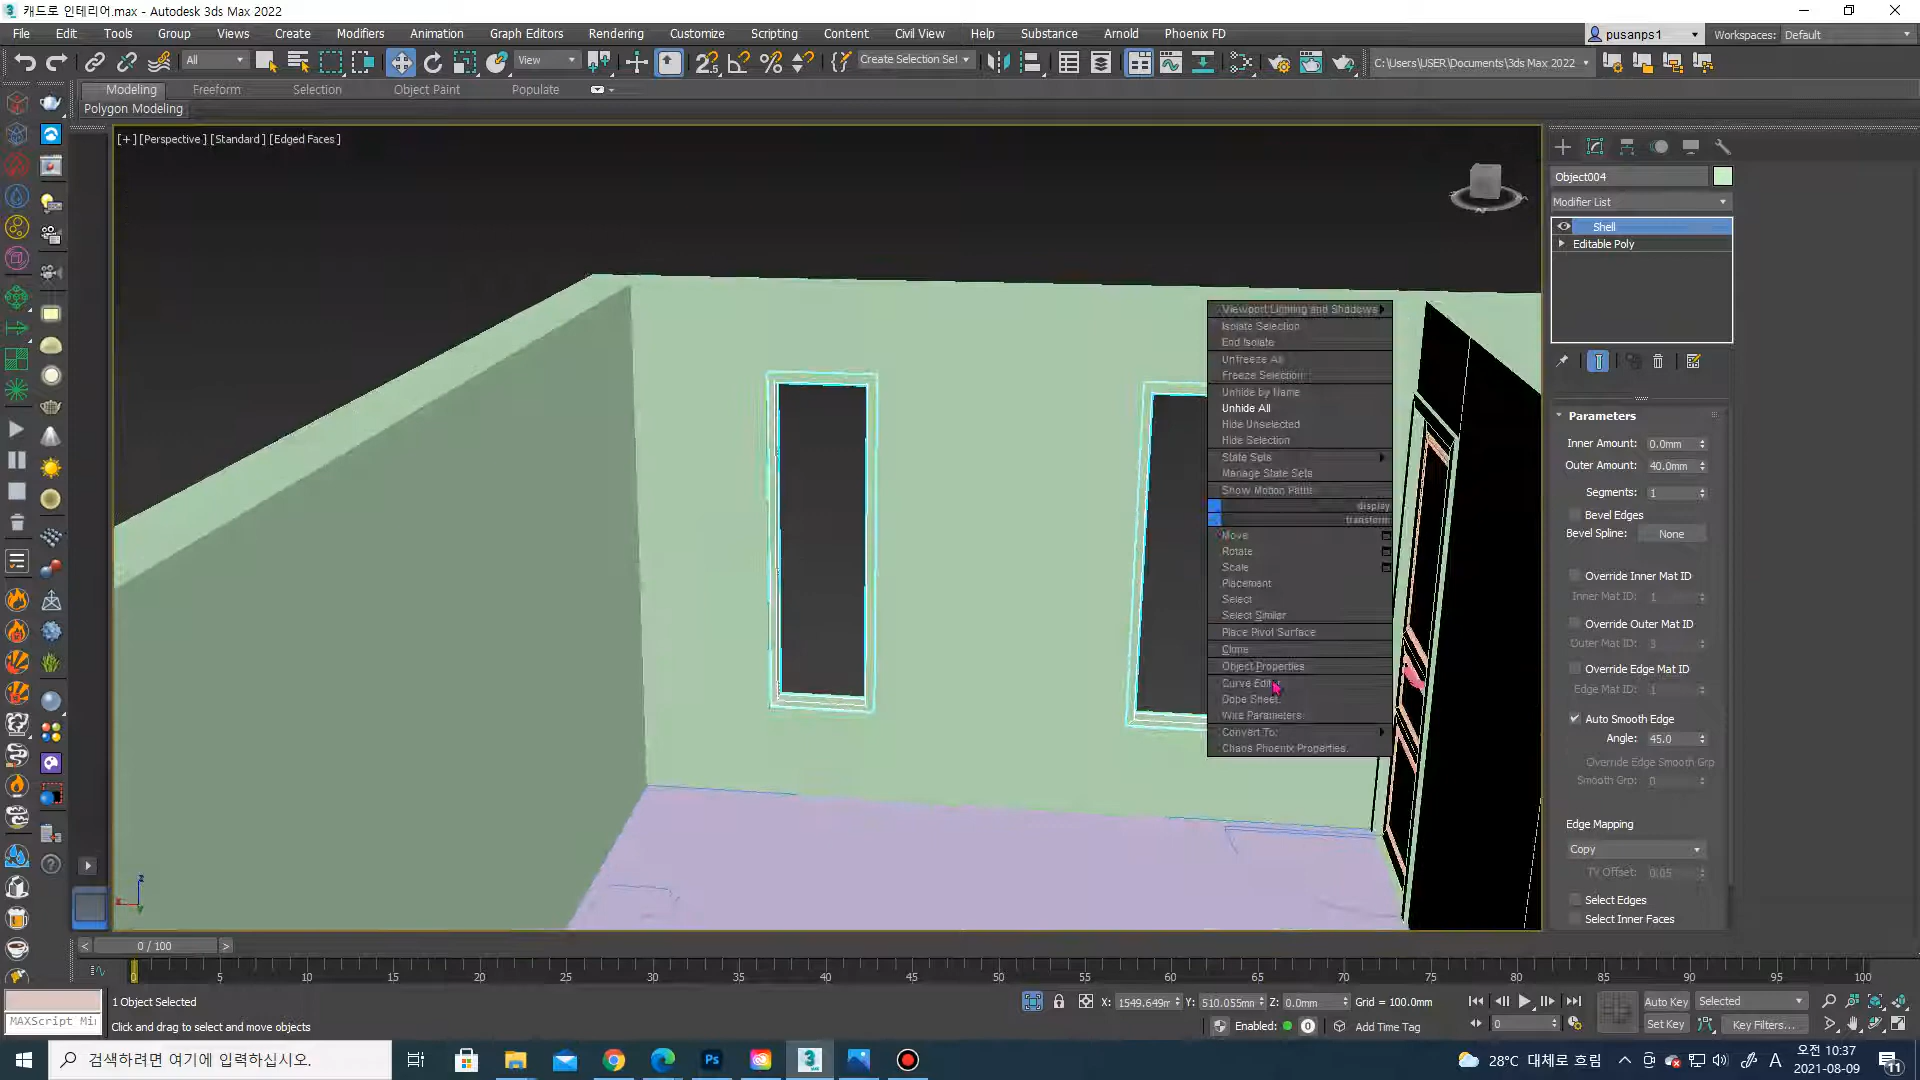 캐드로 인테리어.max - Autodesk 3ds Max 2022
File Edit Tools Group Views Create Modifiers Animation Graph Editors Rendering Customize Scripting Content Civil View Help Substance Arnold Phoenix FD
pusanps1 Workspaces: Default
All View Create Selection Set C:\Users\USER\Documents\3ds Max 2022
Modeling Freeform Selection Object Paint Populate
Polygon Modeling
[+] [Perspective] [Standard] [Edged Faces]
Object004
Modifier List
Shell
Editable Poly
Viewport Lighting and Shadows
Isolate Selection
End Isolate
Unfreeze All
Freeze Selection
Unhide by Name
Unhide All
Hide Unselected
Hide Selection
State Sets
Manage State Sets
Show Motion Paths
display
transform
Move
Rotate
Scale
Placement
Select
Select Similar
Place Pivot Surface
Clone
Object Properties
Curve Edit
Dope Sheet.
Wire Parameters.
Convert To:
Chaos Phoenix Properties.
Parameters
Inner Amount: 0.0mm
Outer Amount: 40.0mm
Segments: 1
Bevel Edges
Bevel Spline: None
Override Inner Mat ID
Inner Mat ID: 1
Override Outer Mat ID
Outer Mat ID: 3
Override Edge Mat ID
Edge Mat ID: 1
Auto Smooth Edge
Angle: 45.0
Override Edge Smooth Grp
Smooth Grp: 0
Edge Mapping
Copy
TV Offset: 0.05
Select Edges
Select Inner Faces
< 0 / 100 >
0 5 10 15 20 25 30 35 40 45 50 55 60 65 70 75 80 85 90 95 100
1 Object Selected
X: 1549.649m Y: 510.055mm Z: 0.0mm Grid = 100.0mm
Auto Key Selected
MAXScript Mi
Click and drag to select and move objects
Enabled: 0 Add Time Tag
0 Set Key Key Filters...
검색하려면 여기에 입력하십시오.
28°C 대체로 흐림 A
오전 10:37
2021-08-09
11